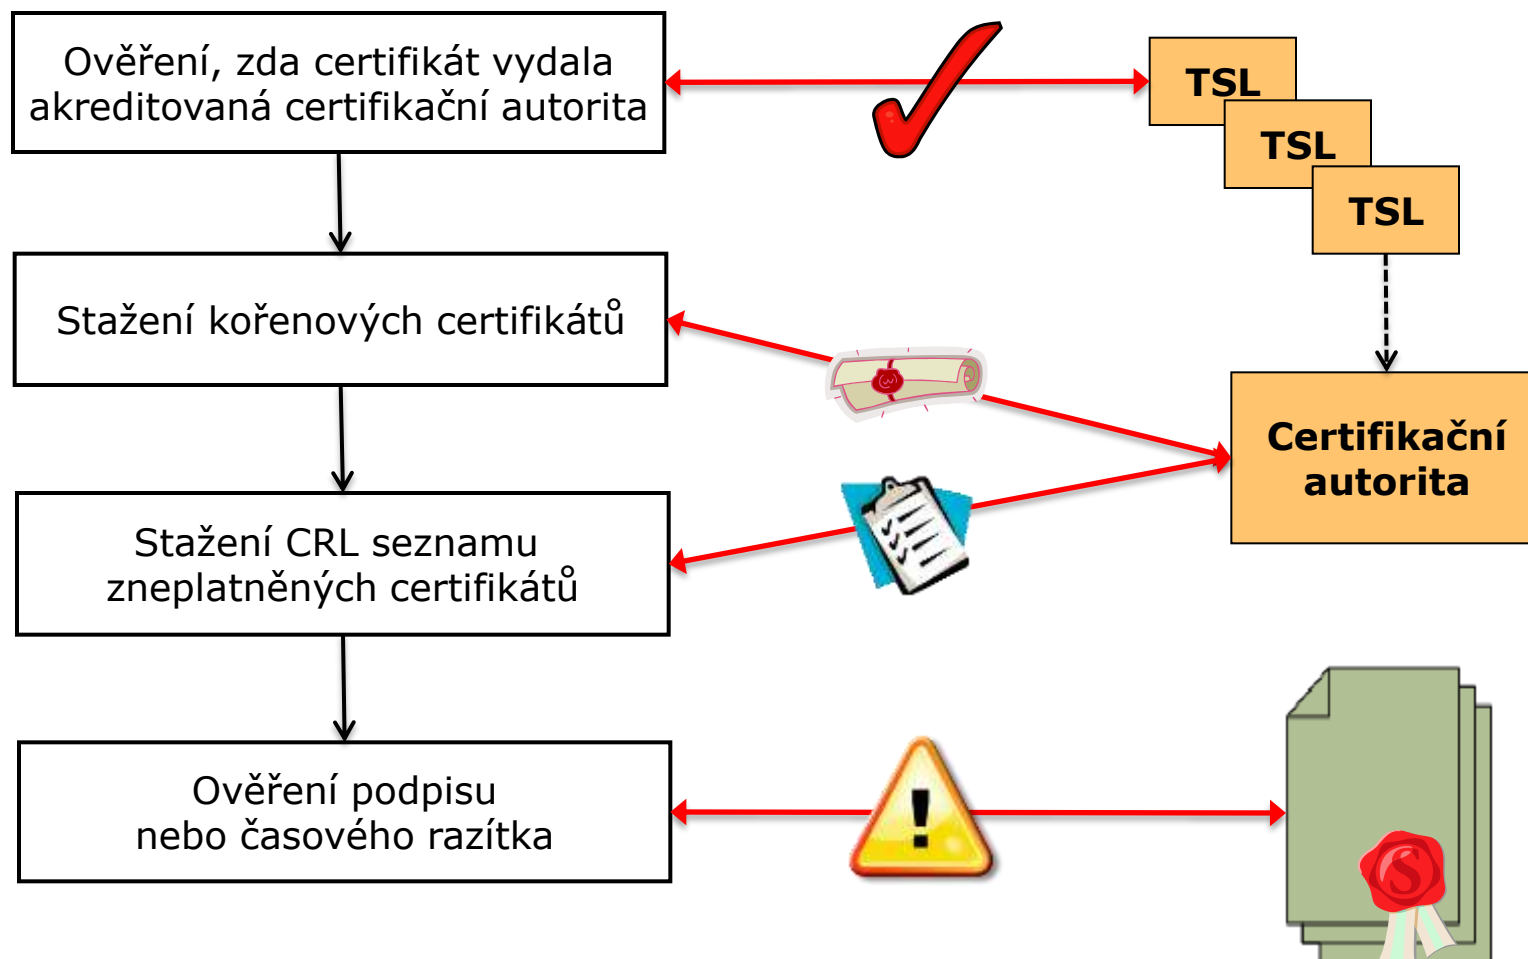 Ověření, zda certifikát vydala
akreditovaná certifikační autorita
TSL
TSL
TSL
Stažení kořenových certifikátů
Certifikační
autorita
Stažení CRL seznamu
zneplatněných certifikátů
Ověření podpisu
nebo časového razítka
!
S